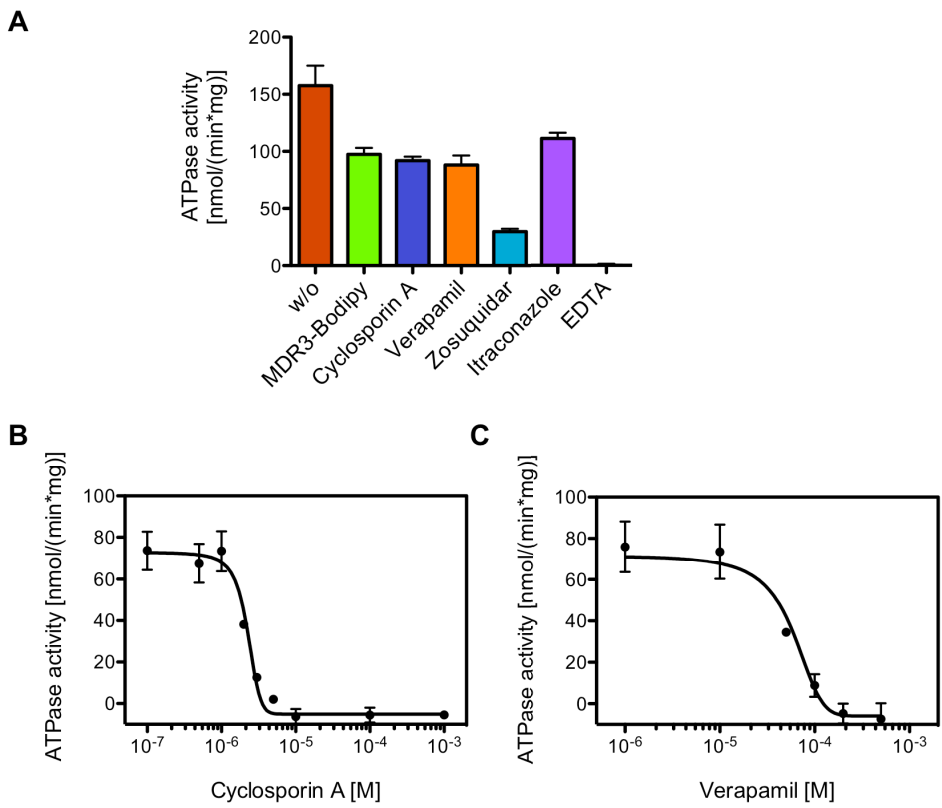 A
ATPase activity
[nmol/(min*mg)]
200
150
100
50
0
w/o
MDR3-Bodipy
Cyclosporin A
Verapamil
Zosuquidar
Itraconazole
EDTA
B
ATPase activity [nmol/(min*mg)]
100
80
60
40
20
0
10-7
10-6
10-5
10-4
10-3
Cyclosporin A [M]
C
ATPase activity [nmol/(min*mg)]
100
80
60
40
20
0
10-6
10-5
10-4
10-3
Verapamil [M]